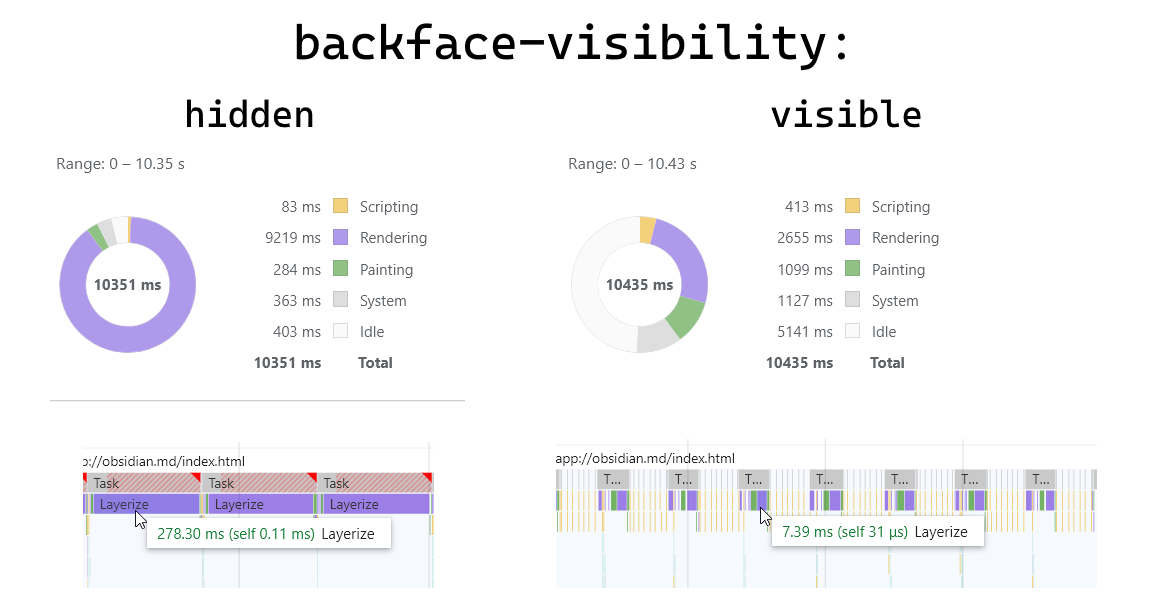 backface-visibility:
hidden
visible
Range: 0 – 10.35 s
83 ms Scripting
9219 ms Rendering
284 ms Painting
363 ms System
403 ms Idle
10351 ms Total
10351 ms
Range: 0 – 10.43 s
413 ms Scripting
2655 ms Rendering
1099 ms Painting
1127 ms System
5141 ms Idle
10435 ms Total
10435 ms
://obsidian.md/index.html
Task Task Task
Layerize Layerize Layerize
278.30 ms (self 0.11 ms) Layerize
app://obsidian.md/index.html
T... T... T... T... T... T... T...
7.39 ms (self 31 μs) Layerize